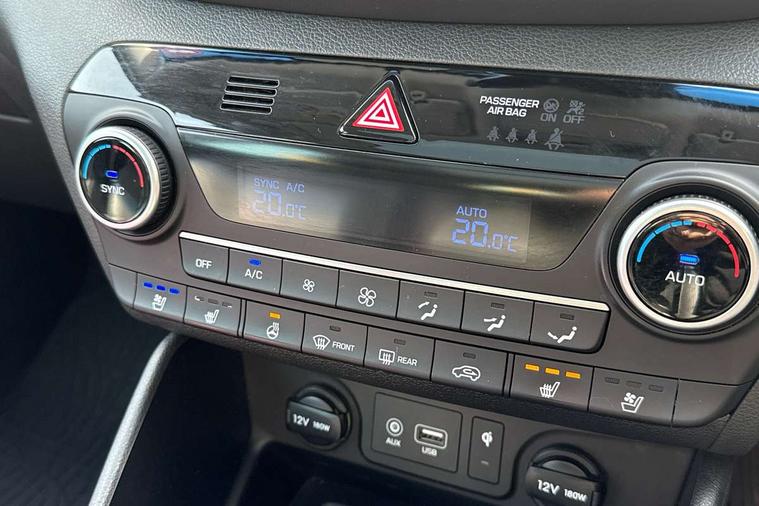 PASSENGER
AIR BAG
ON OFF
SYNC
SYNC A/C
20.0°C
AUTO
20.0°C
AUTO
OFF
A/C
FRONT
REAR
12V 180W
AUX
USB
12V 180W